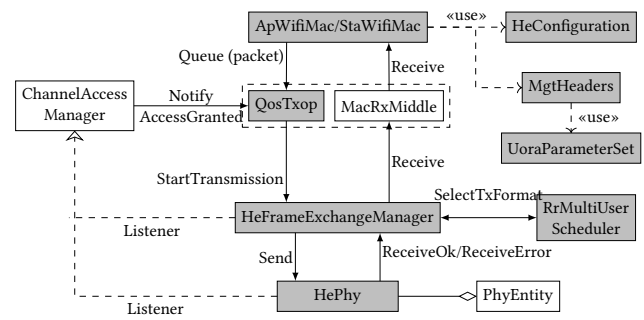 ApWifiMac/StaWifiMac
«use»
HeConfiguration
Queue (packet)
Receive
ChannelAccess
Manager
Notify
AccessGranted
QosTxop
MacRxMiddle
MgtHeaders
«use»
UoraParameterSet
StartTransmission
Receive
SelectTxFormat
HeFrameExchangeManager
RrMultiUser
Scheduler
Listener
Send
ReceiveOk/ReceiveError
HePhy
PhyEntity
Listener